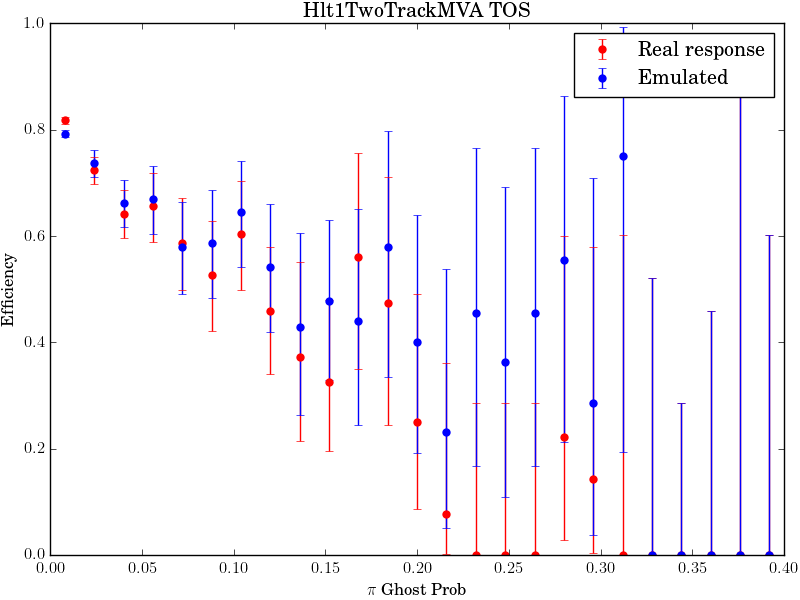 Hlt1TwoTrackMVA TOS
Real response
Emulated
Efficiency
1.0
0.8
0.6
0.4
0.2
0.0
0.00 0.05 0.10 0.15 0.20 0.25 0.30 0.35 0.40
π Ghost Prob